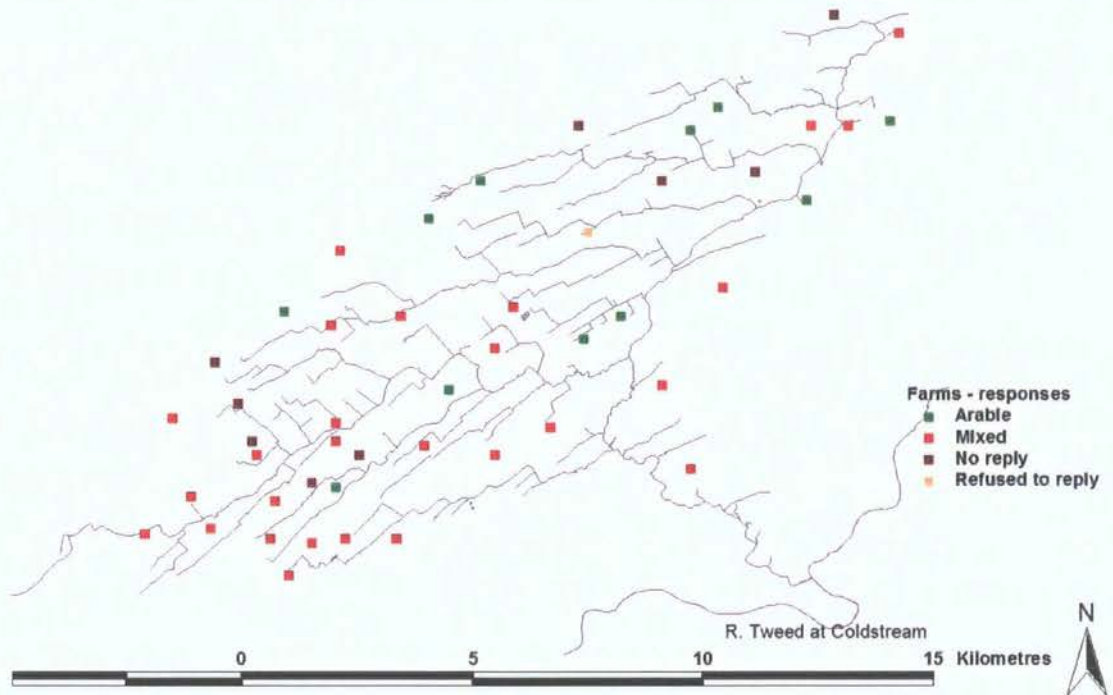 Farms - responses
Arable
Mixed
No reply
Refused to reply
R. Tweed at Coldstream
N
0 5 10 15 Kilometres